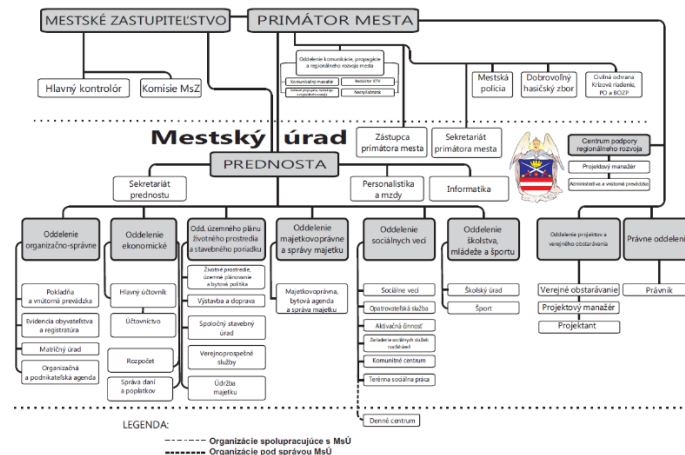 MESTSKÉ ZASTUPITEĽSTVO
PRIMÁTOR MESTA
Oddelenie komunikácie, propagácie
a regionálneho rozvoja mesta
Hlavný kontrolór
Komisie MsZ
Mestská
polícia
Dobrovoľný
hasičský zbor
Civilná ochrana
Krízové riadenie,
PO a BOZP
Mestský úrad
Zástupca
primátora mesta
Sekretariát
primátora mesta
Centrum podpory
regionálneho rozvoja
Projektový manažér
Administratíva a vnútorná prevádzka
PREDNOSTA
Sekretariát
prednostu
Personalistika
a mzdy
Informatika
Oddelenie
organizačno-správne
Oddelenie
ekonomické
Odd. územného plánu
životného prostredia
a stavebného poriadku
Oddelenie
majetkovoprávne
a správy majetku
Oddelenie
sociálnych vecí
Oddelenie
školstva,
mládeže a športu
Oddelenie projektov a
verejného obstarávania
Právne oddeleni
Pokladňa
a vnútorná prevádzka
Evidencia obyvateľstva
a registratúra
Matričný úrad
Organizačná
a podnikateľská agenda
Hlavný účtovník
Účtovníctvo
Rozpočet
Správa daní
a poplatkov
Životné prostredie,
územné plánovanie
a bytová politika
Výstavba a doprava
Spoločný stavebný
úrad
Verejnoprospešné
služby
Údržba
majetku
Majetkovoprávna,
bytová agenda
a správa majetku
Sociálne veci
Opatrovateľská služba
Aktivačná činnosť
Komunitné centrum
Terénna sociálna práca
Denné centrum
Školský úrad
Šport
Verejné obstarávanie
Projektový manažér
Projektant
Právnik
LEGENDA:
Organizácie spolupracujúce s MsÚ
Organizácie pod správou MsÚ